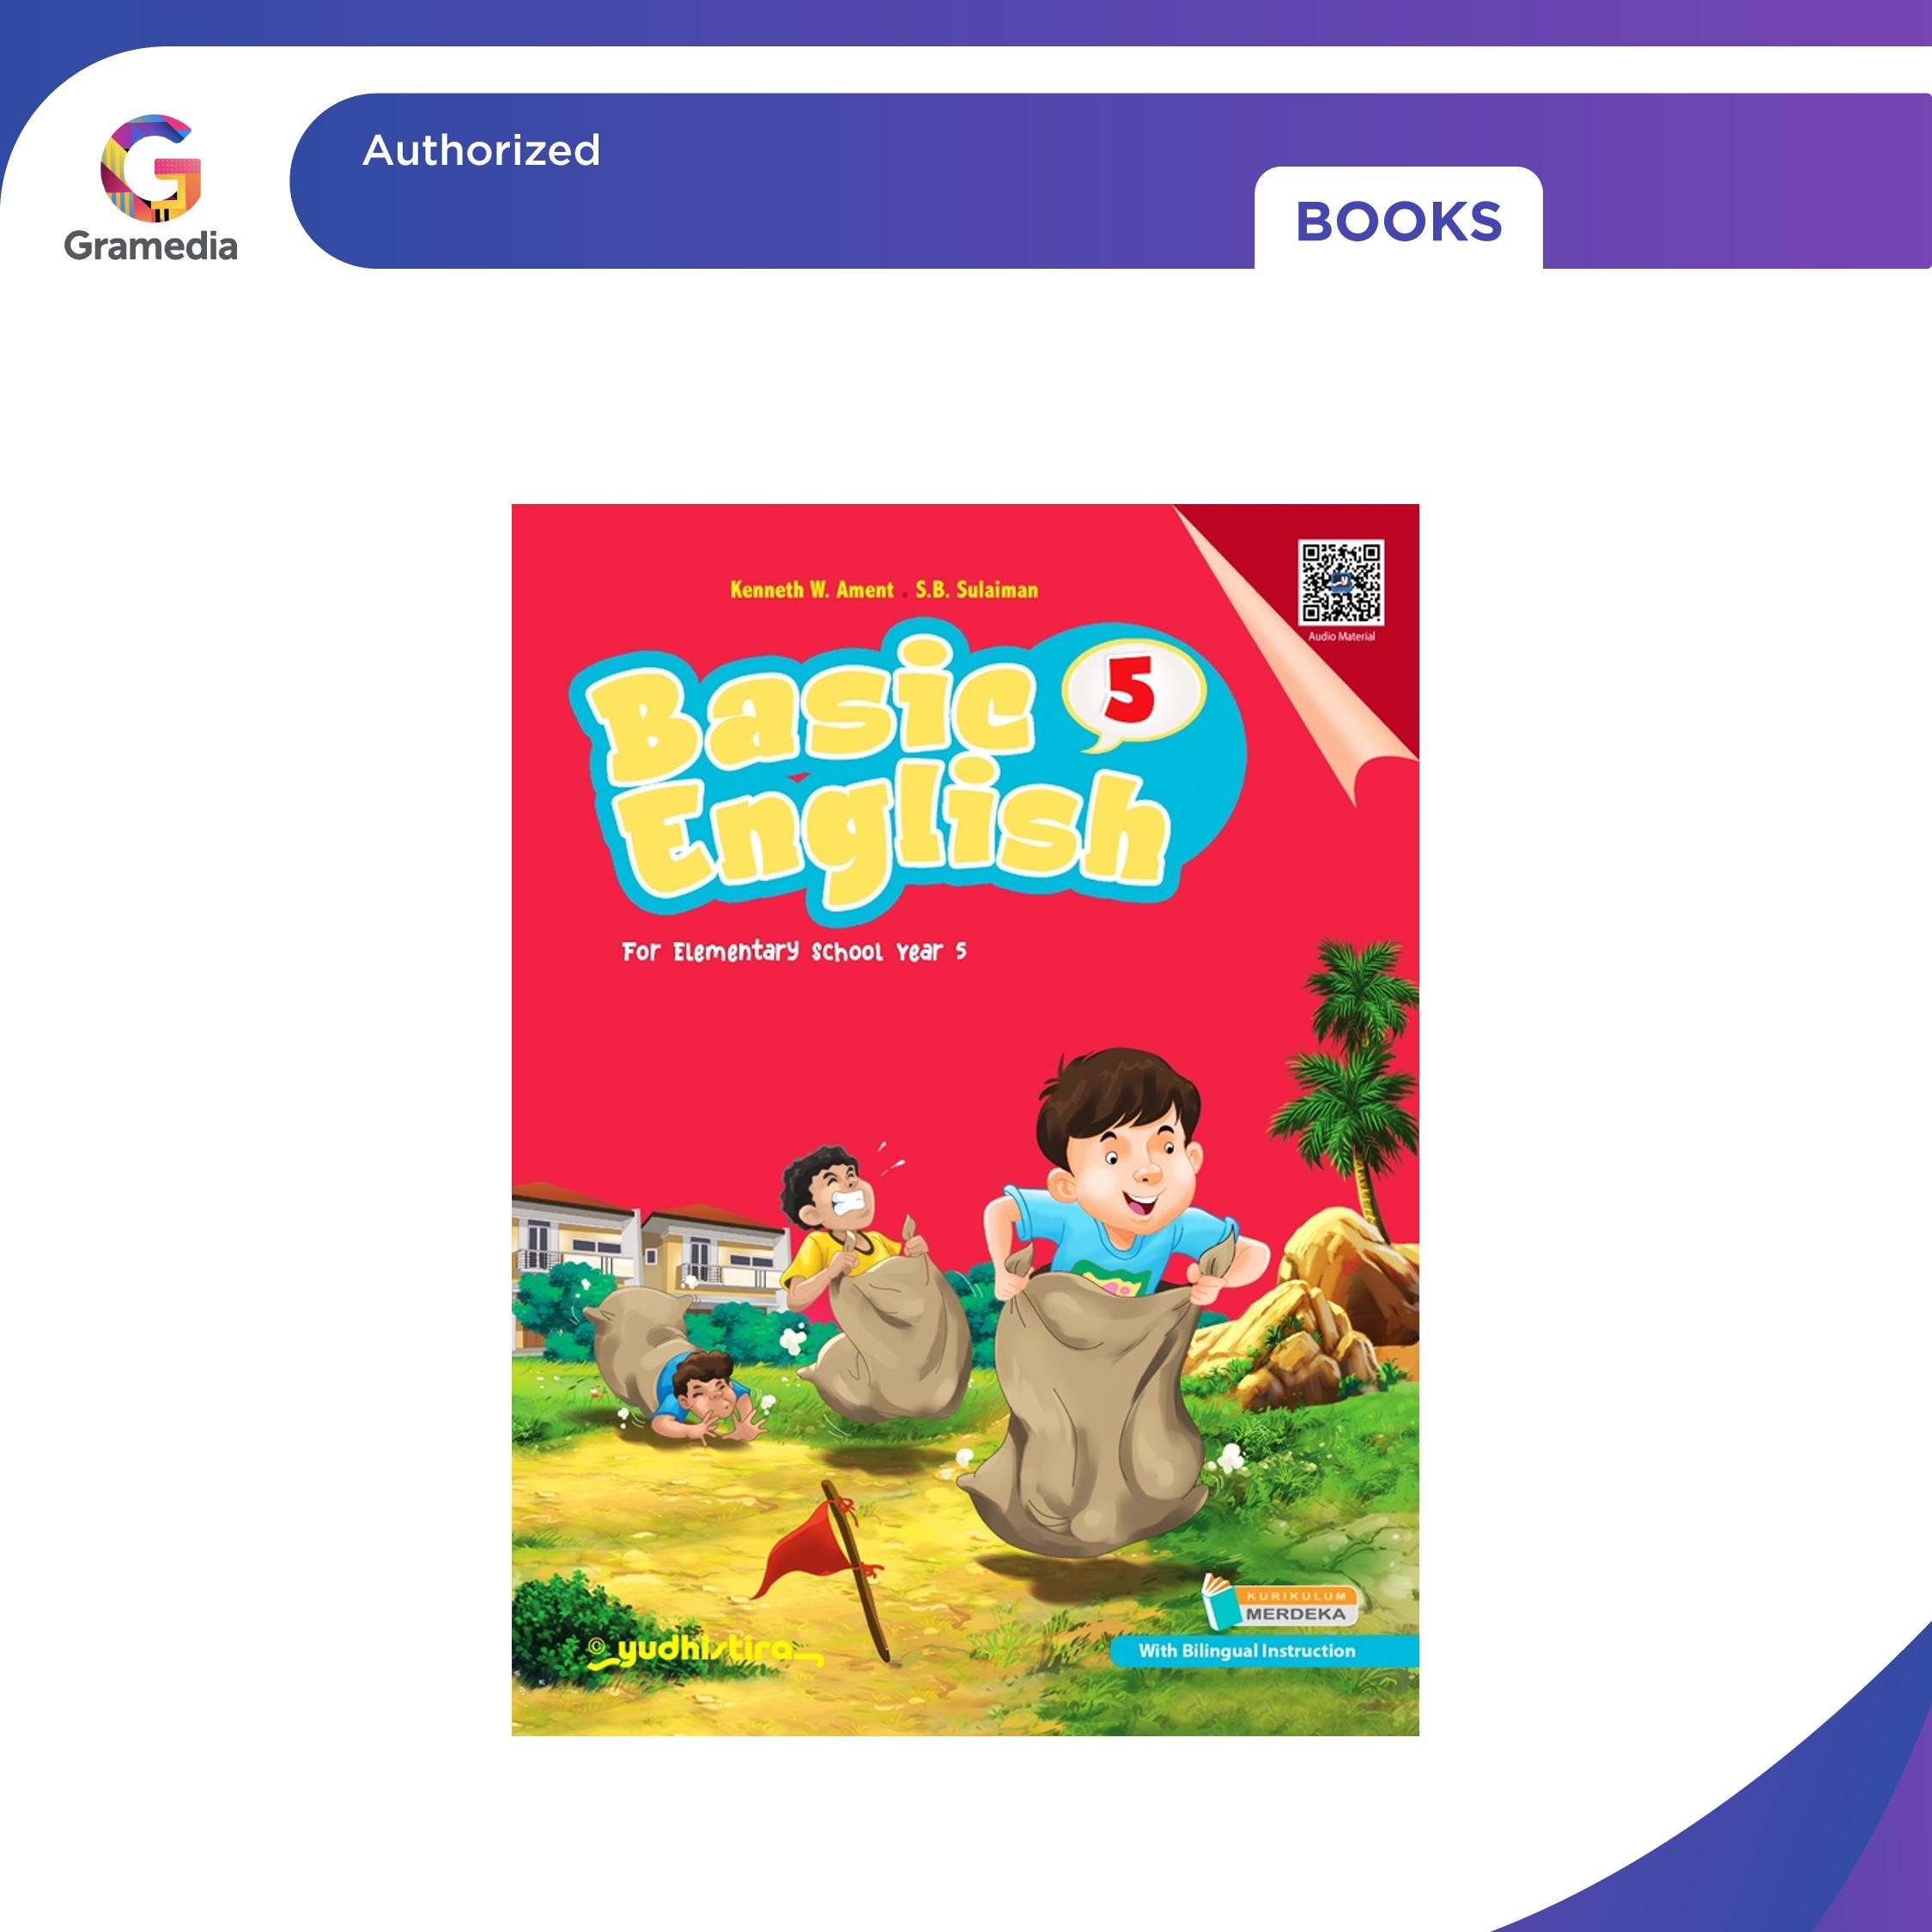 Authorized
BOOKS
Gramedia
Kenneth W. Ament . S.B. Sulaiman
Audio Material
Basic 5
English
For Elementary School Year 5
KURIKULUM
MERDEKA
© yudhistira
With Bilingual Instruction